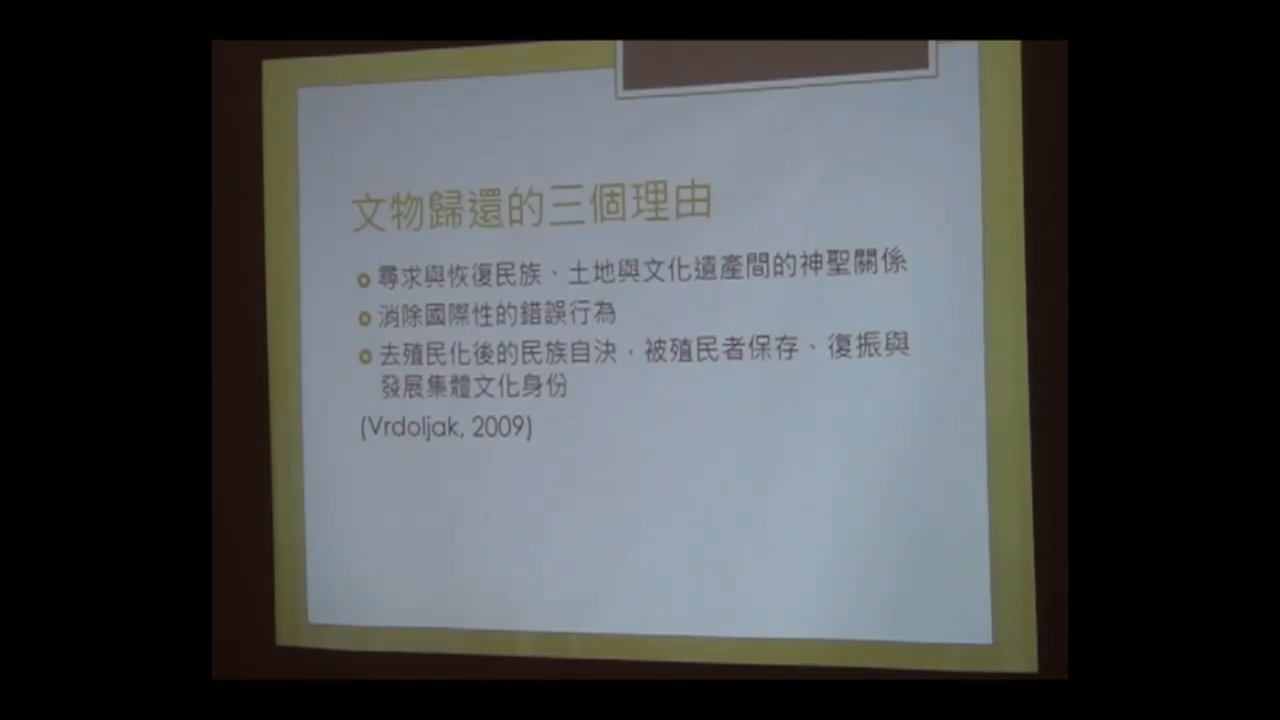 文物歸還的三個理由
尋求與恢復民族、土地與文化遺產間的神聖關係
消除國際性的錯誤行為
去殖民化後的民族自決，被殖民者保存、復振與
發展集體文化身份
(Vrdoljak, 2009)